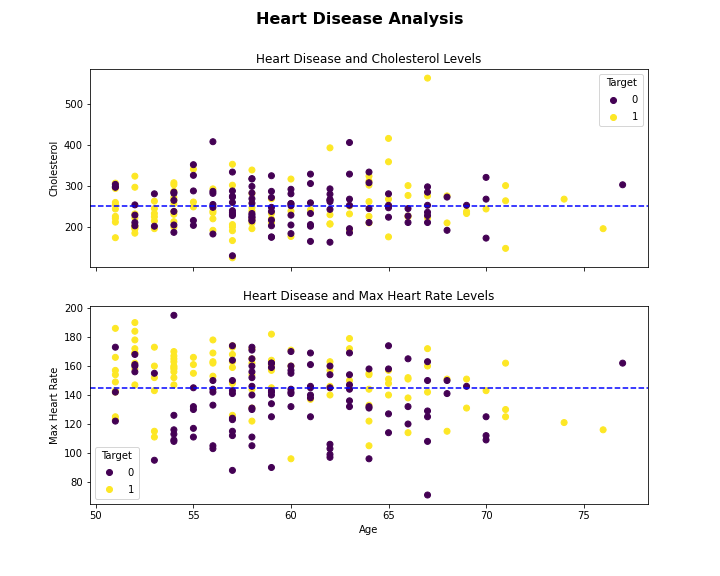 Heart Disease Analysis
Heart Disease and Cholesterol Levels
Target
0
1
500
400
300
200
Cholesterol
Heart Disease and Max Heart Rate Levels
200
180
160
140
120
100
80
Max Heart Rate
Target
0
1
50 55 60 65 70 75
Age